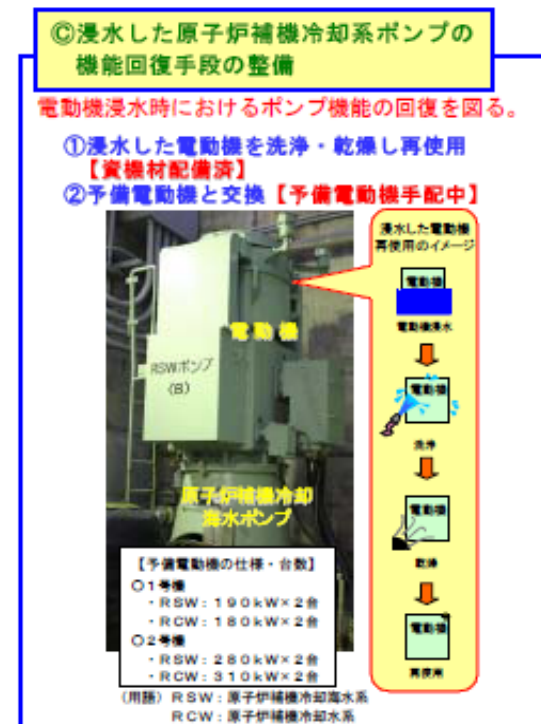 ©浸水した原子炉補機冷却系ポンプの
機能回復手段の整備
電動機浸水時におけるポンプ機能の回復を図る。
①浸水した電動機を洗浄・乾燥し再使用
【資機材配備済】
②予備電動機と交換【予備電動機手配中】
浸水した電動機
再使用のイメージ
電動機
電動機浸水
電動機
洗浄
電動機
乾燥
電動機
再使用
電動機
RSWポンプ
(B)
原子炉補機冷却
海水ポンプ
【予備電動機の仕様・台数】
○1号機
・RSW：190kW×2台
・RCW：180kW×2台
○2号機
・RSW：280kW×2台
・RCW：310kW×2台
(用語) RSW：原子炉補機冷却海水系
RCW：原子炉補機冷却水系